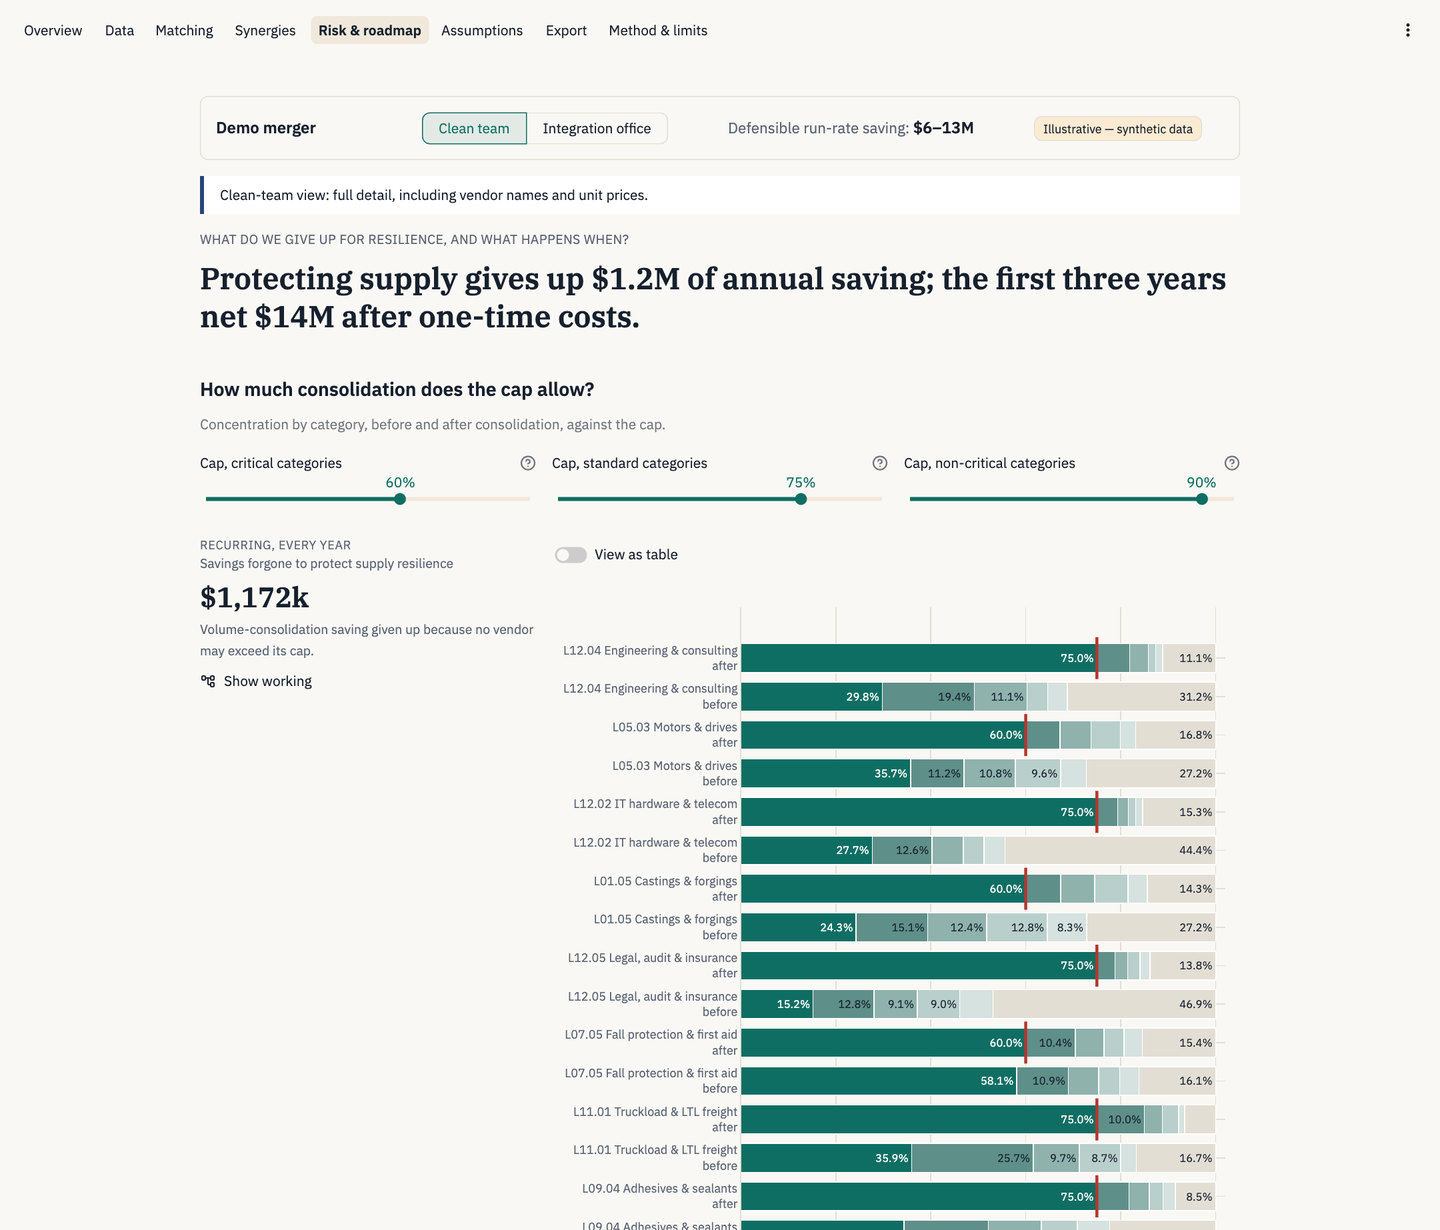 Overview Data Matching Synergies Risk & roadmap Assumptions Export Method & limits
Demo merger Clean team Integration office Defensible run-rate saving: $6–13M Illustrative — synthetic data
Clean-team view: full detail, including vendor names and unit prices.
WHAT DO WE GIVE UP FOR RESILIENCE, AND WHAT HAPPENS WHEN?
Protecting supply gives up $1.2M of annual saving; the first three years
net $14M after one-time costs.
How much consolidation does the cap allow?
Concentration by category, before and after consolidation, against the cap.
Cap, critical categories Cap, standard categories Cap, non-critical categories
60% 75% 90%
RECURRING, EVERY YEAR
Savings forgone to protect supply resilience
$1,172k
Volume-consolidation saving given up because no vendor
may exceed its cap.
Show working
View as table
L12.04 Engineering & consulting
after
75.0% 11.1%
L12.04 Engineering & consulting
before
29.8% 19.4% 11.1% 31.2%
L05.03 Motors & drives
after
60.0% 16.8%
L05.03 Motors & drives
before
35.7% 11.2% 10.8% 9.6% 27.2%
L12.02 IT hardware & telecom
after
75.0% 15.3%
L12.02 IT hardware & telecom
before
27.7% 12.6% 44.4%
L01.05 Castings & forgings
after
60.0% 14.3%
L01.05 Castings & forgings
before
24.3% 15.1% 12.4% 12.8% 8.3% 27.2%
L12.05 Legal, audit & insurance
after
75.0% 13.8%
L12.05 Legal, audit & insurance
before
15.2% 12.8% 9.1% 9.0% 46.9%
L07.05 Fall protection & first aid
after
60.0% 10.4% 15.4%
L07.05 Fall protection & first aid
before
58.1% 10.9% 16.1%
L11.01 Truckload & LTL freight
after
75.0% 10.0%
L11.01 Truckload & LTL freight
before
35.9% 25.7% 9.7% 8.7% 16.7%
L09.04 Adhesives & sealants
after
75.0% 8.5%
L09.04 Adhesives & sealants